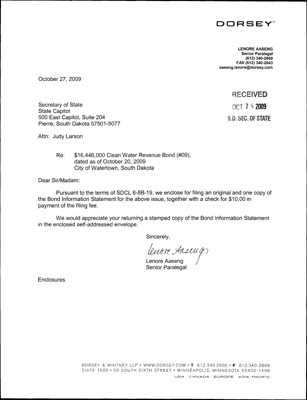 DORSEY
LENORE AASENG
Senior Paralegal
(612) 340-2899
FAX (612) 340-2643
aaseng.lenore@dorsey.com
October 27, 2009
RECEIVED
OCT 29 2009
S.D. SEC. OF STATE
Secretary of State
State Capitol
500 East Capitol, Suite 204
Pierre, South Dakota 57501-5077
Attn: Judy Larson
Re: $16,446,000 Clean Water Revenue Bond (#09),
dated as of October 20, 2009
City of Watertown, South Dakota
Dear Sir/Madam:
Pursuant to the terms of SDCL 6-8B-19, we enclose for filing an original and one copy of
the Bond Information Statement for the above issue, together with a check for $10.00 in
payment of the filing fee.
We would appreciate your returning a stamped copy of the Bond Information Statement
in the enclosed self-addressed envelope.
Sincerely,
Lenore Aaseng
Lenore Aaseng
Senior Paralegal
Enclosures
DORSEY & WHITNEY LLP • WWW.DORSEY.COM • T 612.340.2600 • F 612.340.2868
SUITE 1500 • 50 SOUTH SIXTH STREET • MINNEAPOLIS, MINNESOTA 55402-1498
USA CANADA EUROPE ASIA-PACIFIC